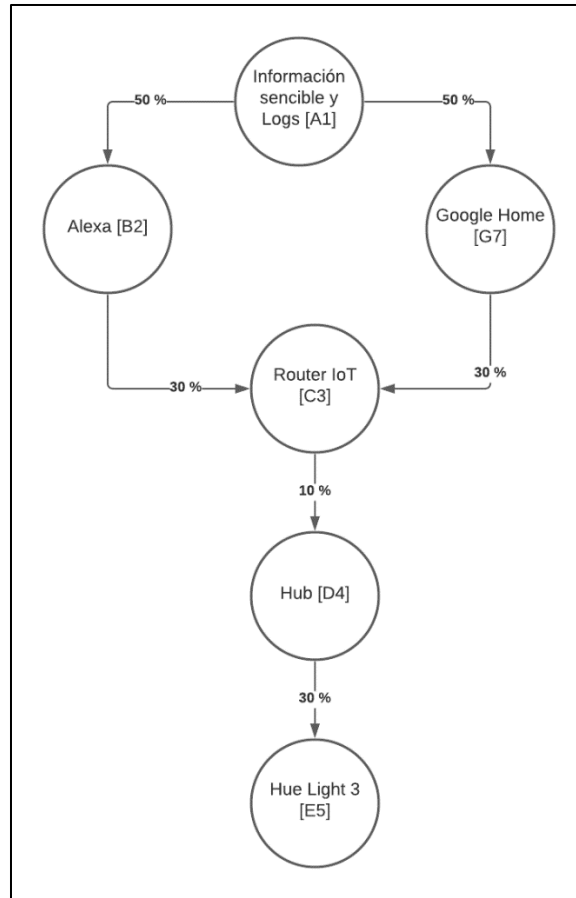 Información
sencible y
Logs [A1]
50 %
50 %
Alexa [B2]
Google Home
[G7]
30 %
Router IoT
[C3]
30 %
10 %
Hub [D4]
30 %
Hue Light 3
[E5]